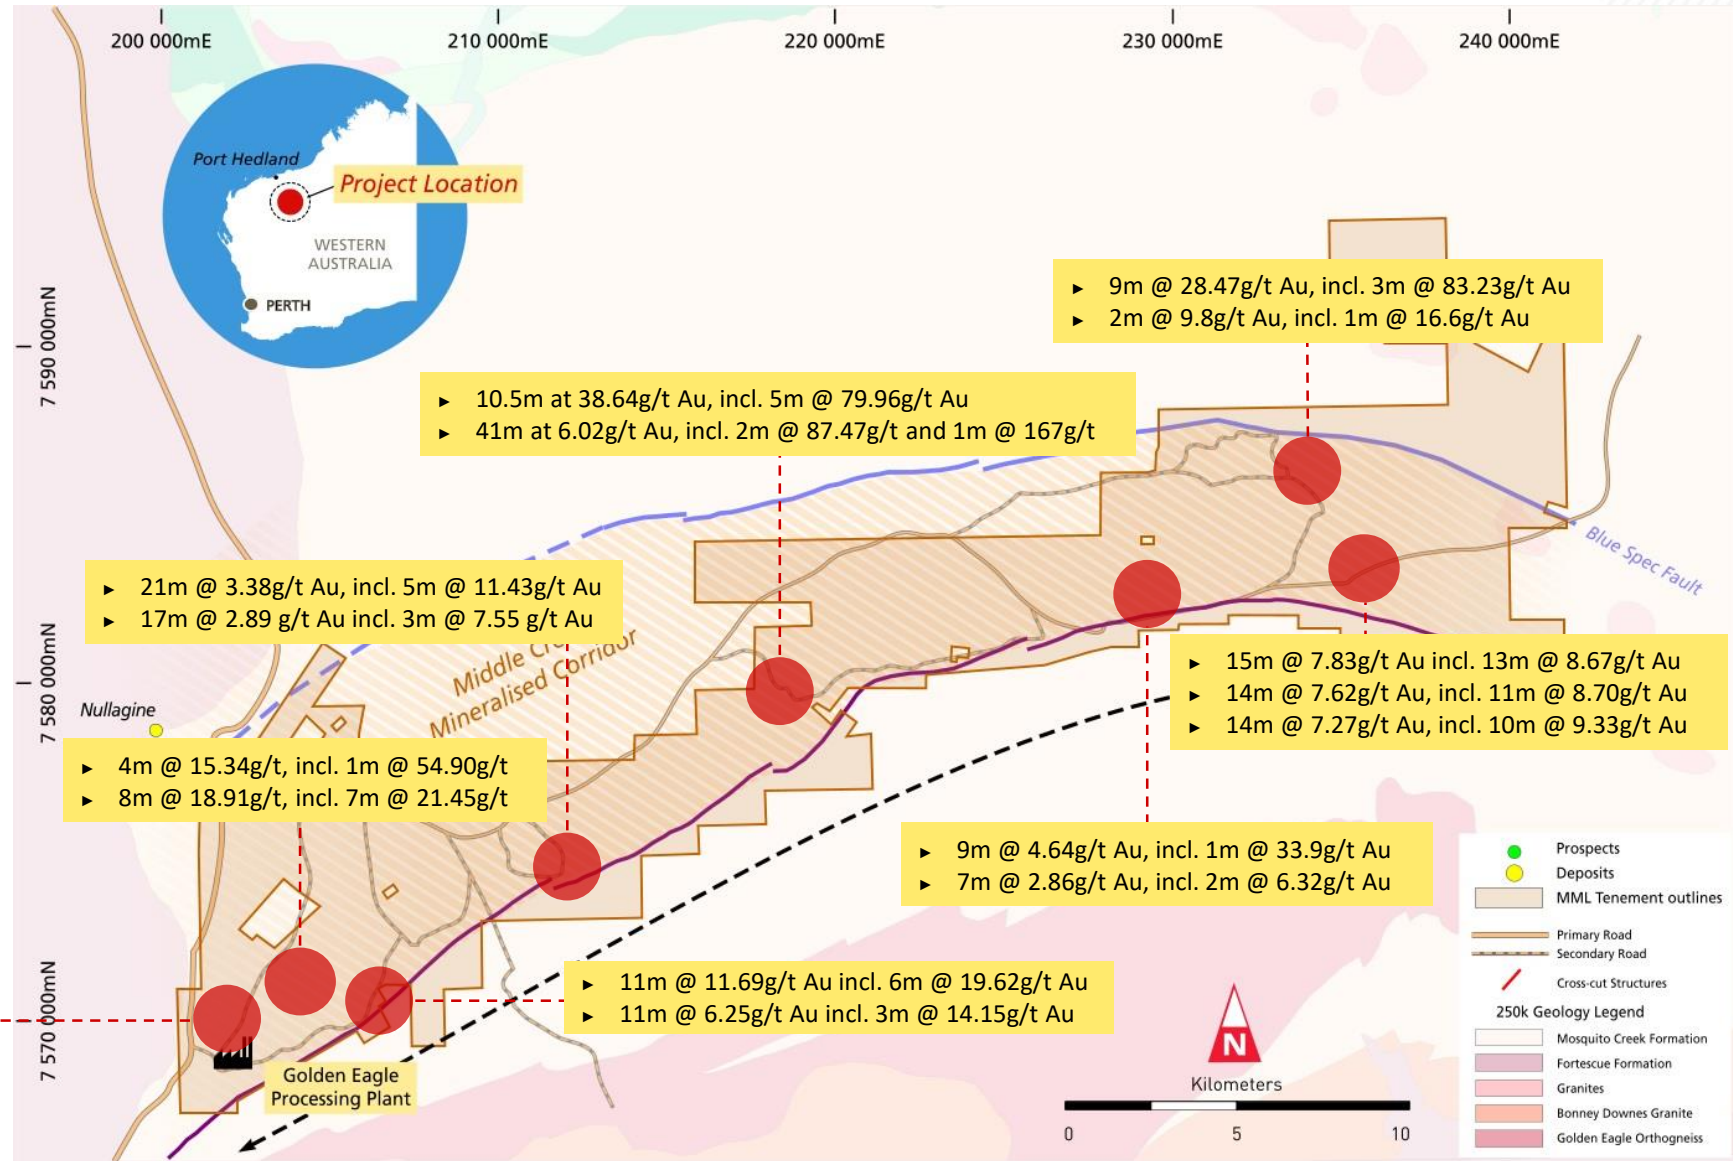 200 000mE
210 000mE
220 000mE
230 000mE
240 000mE
7 590 000mN
7 580 000mN
7 570 000mN
Port Hedland
Project Location
WESTERN
AUSTRALIA
PERTH
► 9m @ 28.47g/t Au, incl. 3m @ 83.23g/t Au
► 2m @ 9.8g/t Au, incl. 1m @ 16.6g/t Au
► 10.5m at 38.64g/t Au, incl. 5m @ 79.96g/t Au
► 41m at 6.02g/t Au, incl. 2m @ 87.47g/t and 1m @ 167g/t
Blue Spec Fault
► 21m @ 3.38g/t Au, incl. 5m @ 11.43g/t Au
► 17m @ 2.89 g/t Au incl. 3m @ 7.55 g/t Au
Middle
Mineralised Corridor
► 15m @ 7.83g/t Au incl. 13m @ 8.67g/t Au
► 14m @ 7.62g/t Au, incl. 11m @ 8.70g/t Au
► 14m @ 7.27g/t Au, incl. 10m @ 9.33g/t Au
Nullagine
► 4m @ 15.34g/t, incl. 1m @ 54.90g/t
► 8m @ 18.91g/t, incl. 7m @ 21.45g/t
► 9m @ 4.64g/t Au, incl. 1m @ 33.9g/t Au
► 7m @ 2.86g/t Au, incl. 2m @ 6.32g/t Au
► 11m @ 11.69g/t Au incl. 6m @ 19.62g/t Au
► 11m @ 6.25g/t Au incl. 3m @ 14.15g/t Au
Golden Eagle
Processing Plant
N
Kilometers
0 5 10
Prospects
Deposits
MML Tenement outlines
Primary Road
Secondary Road
Cross-cut Structures
250k Geology Legend
Mosquito Creek Formation
Fortescue Formation
Granites
Bonney Downes Granite
Golden Eagle Orthogneiss